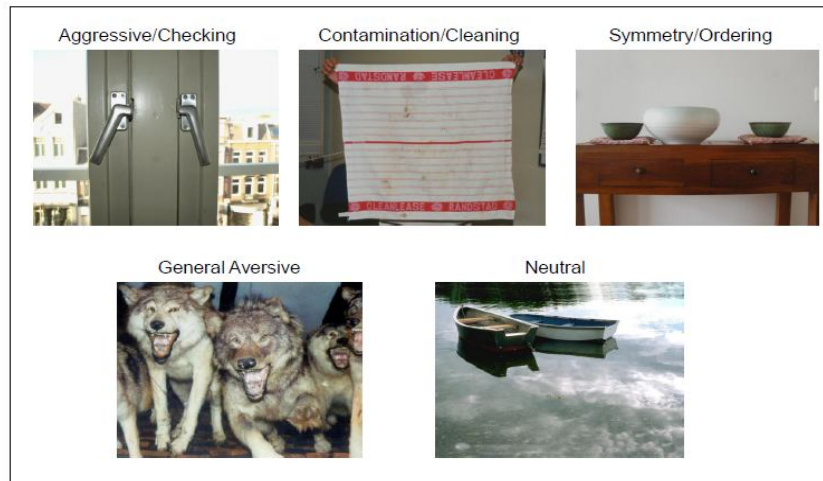 Aggressive/Checking
Contamination/Cleaning
Symmetry/Ordering
CLEANLEASE RANDSTAD
CLEANLEASE RANDSTAD
General Aversive
Neutral